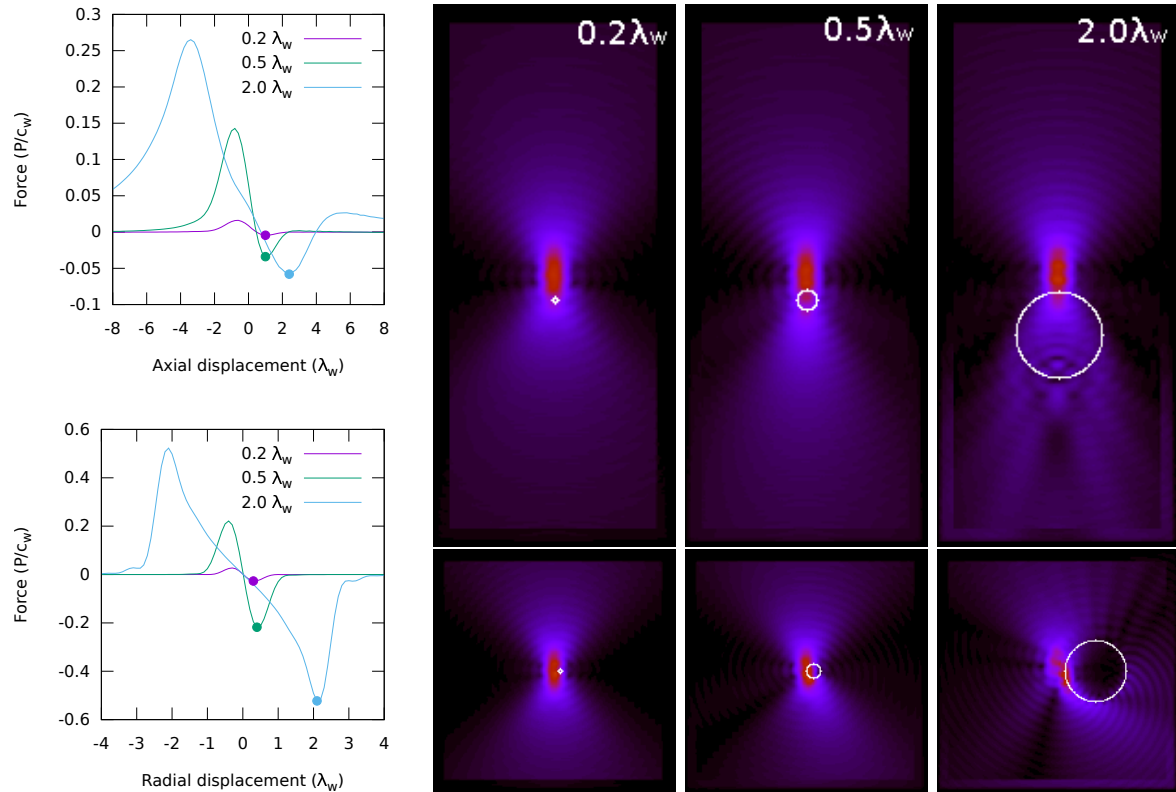 0.3
0.25
0.2
0.15
0.1
0.05
0
-0.05
-0.1
Force (P/c_w)
0.2 λ_w
0.5 λ_w
2.0 λ_w
-8 -6 -4 -2 0 2 4 6 8
Axial displacement (λ_w)
0.6
0.4
0.2
0
-0.2
-0.4
-0.6
Force (P/c_w)
0.2 λ_w
0.5 λ_w
2.0 λ_w
-4 -3 -2 -1 0 1 2 3 4
Radial displacement (λ_w)
0.2λw
0.5λw
2.0λw